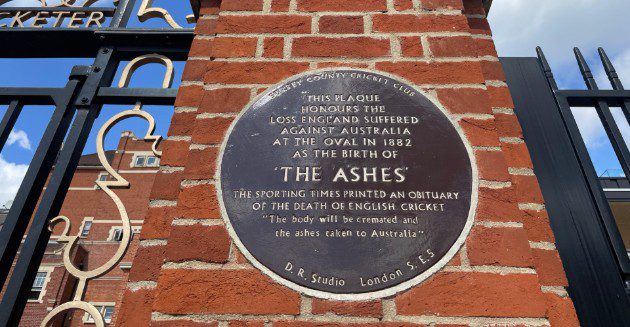 CKETER
SURREY COUNTY CRICKET CLUB
"THIS PLAQUE
HONOURS THE
LOSS ENGLAND SUFFERED
AGAINST AUSTRALIA
AT THE OVAL IN 1882
AS THE BIRTH OF
'THE ASHES'
THE SPORTING TIMES PRINTED AN OBITUARY
OF THE DEATH OF ENGLISH CRICKET
"The body will be cremated and
the ashes taken to Australia"
D.R. Studio London S.E.5